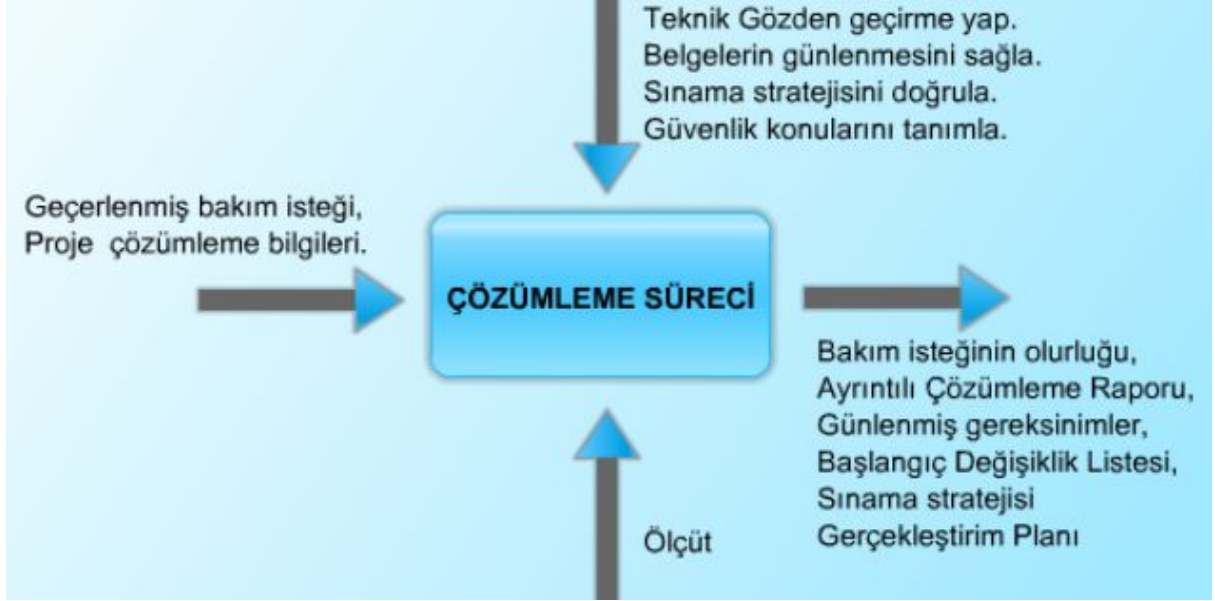 Teknik Gözden geçirme yap.
Belgelerin günlenmesini sağla.
Sınama stratejisini doğrula.
Güvenlik konularını tanımla.
Geçerlenmiş bakım isteği,
Proje çözümleme bilgileri.
ÇÖZÜMLEME SÜRECİ
Bakım isteğinin olurluğu,
Ayrıntılı Çözümleme Raporu,
Günlenmiş gereksinimler,
Başlangıç Değişiklik Listesi,
Sınama stratejisi
Gerçekleştirim Planı
Ölçüt